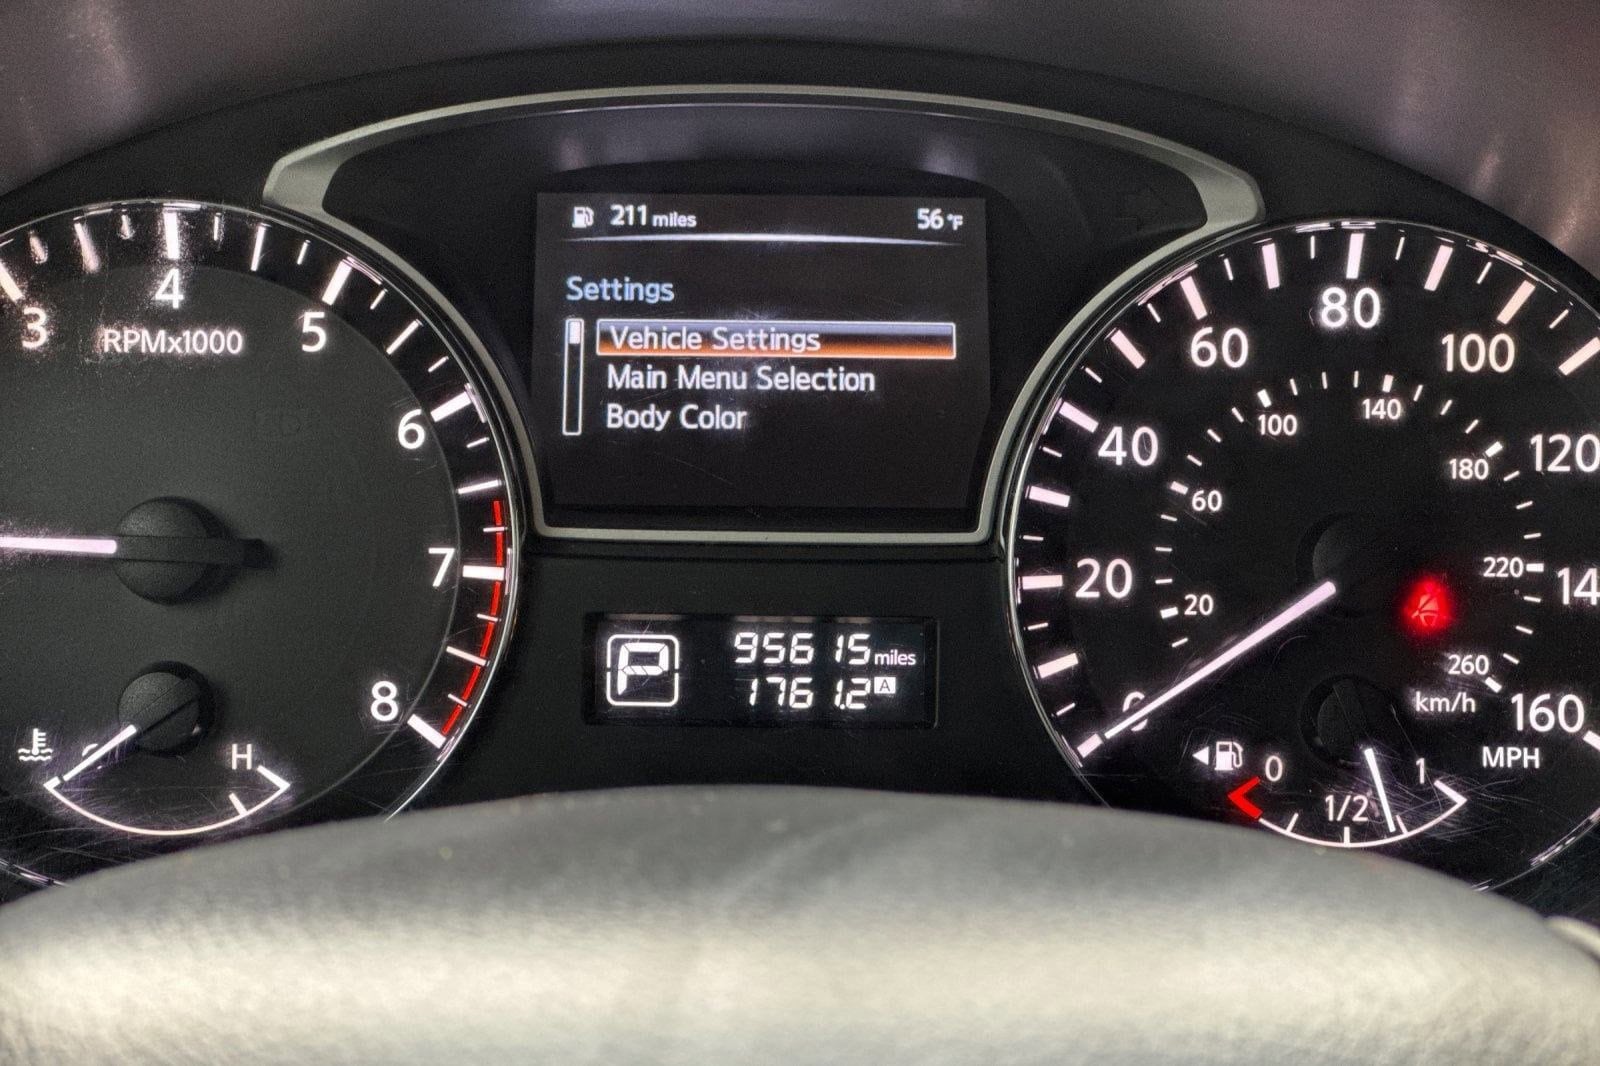 211 miles 56 °F
Settings
Vehicle Settings
Main Menu Selection
Body Color
3 4 5 6 7 8
RPMx1000
H
P
95615 miles
1761.2 A
0 20 40 60 80 100 120 14 160
MPH
20 60 100 140 180 220 260
km/h
0 1/2 1